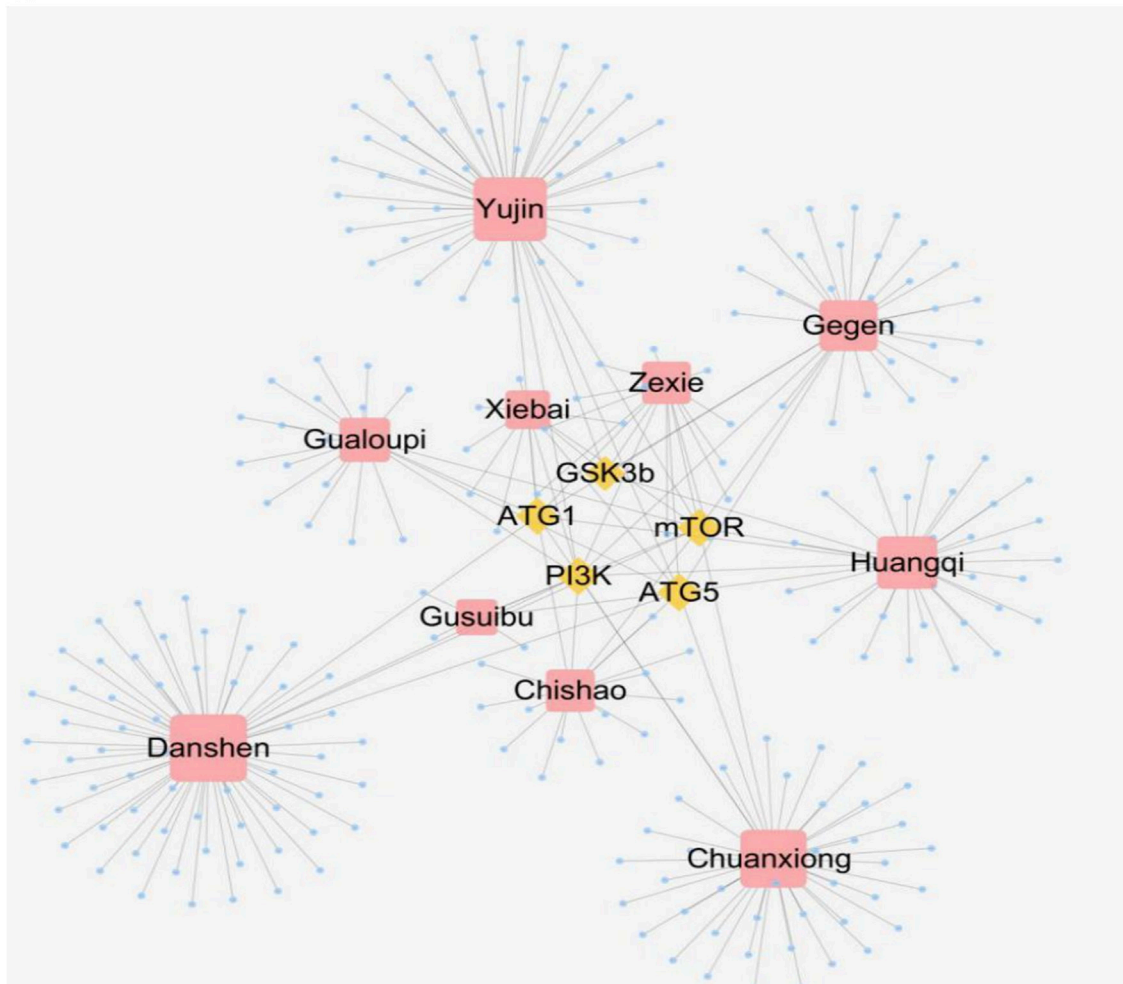 Yujin
Gegen
Zexie
Xiebai
Gualoupi
GSK3b
ATG1
mTOR
Huangqi
PI3K
ATG5
Gusuibu
Chishao
Danshen
Chuanxiong